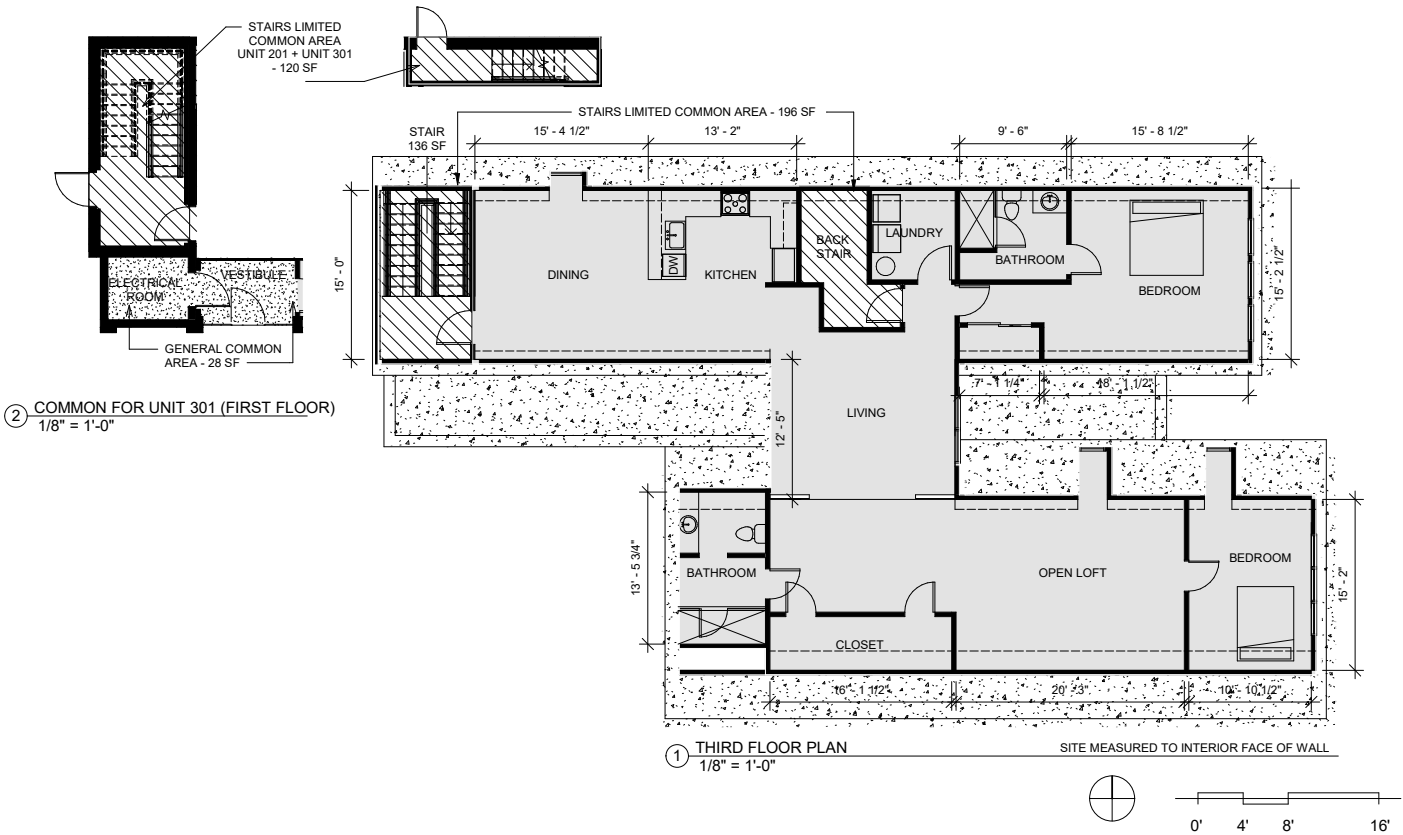 STAIRS LIMITED
COMMON AREA
UNIT 201 + UNIT 301
- 120 SF
STAIRS LIMITED COMMON AREA - 196 SF
STAIR
136 SF
15' - 4 1/2"
13' - 2"
9' - 6"
15' - 8 1/2"
15' - 0"
DINING
DW
KITCHEN
BACK
STAIR
LAUNDRY
BATHROOM
BEDROOM
15' - 2 1/2"
ELECTRICAL
ROOM
VESTIBULE
GENERAL COMMON
AREA - 28 SF
2 COMMON FOR UNIT 301 (FIRST FLOOR)
1/8" = 1'-0"
7' - 1 1/4"
18' - 1 1/2"
LIVING
12' - 5"
13' - 5 3/4"
BATHROOM
OPEN LOFT
BEDROOM
15' - 2"
CLOSET
16' - 1 1/2"
20' - 3"
10' - 10 1/2"
1 THIRD FLOOR PLAN
1/8" = 1'-0"
SITE MEASURED TO INTERIOR FACE OF WALL
0' 4' 8' 16'